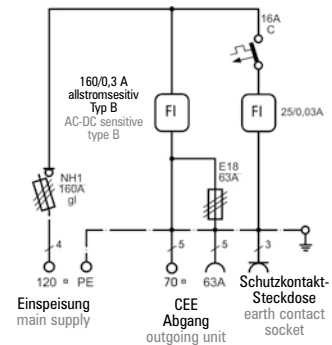 16A
C
160/0,3 A
allstromsesitiv
Typ B
AC-DC sensitive
type B
FI
FI
25/0,03A
NH1
160A
gl
E18
63A
4
5
5
3
120 ¤
PE
70 ¤
63A
Einspeisung
main supply
CEE
Abgang
outgoing unit
Schutzkontakt-
Steckdose
earth contact
socket